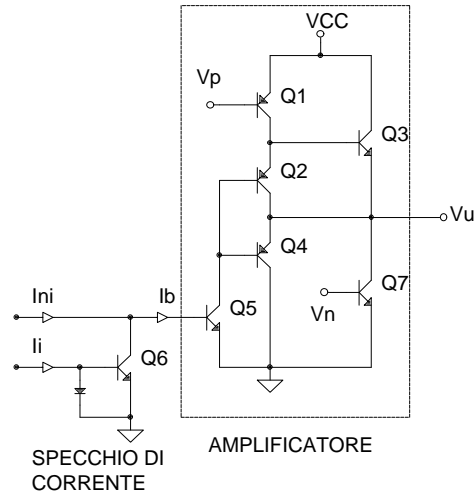 VCC
Vp
Q1
Q3
Q2
Vu
Q4
Q7
Ini
Ib
Q5
Vn
Ii
Q6
SPECCHIO DI
CORRENTE
AMPLIFICATORE